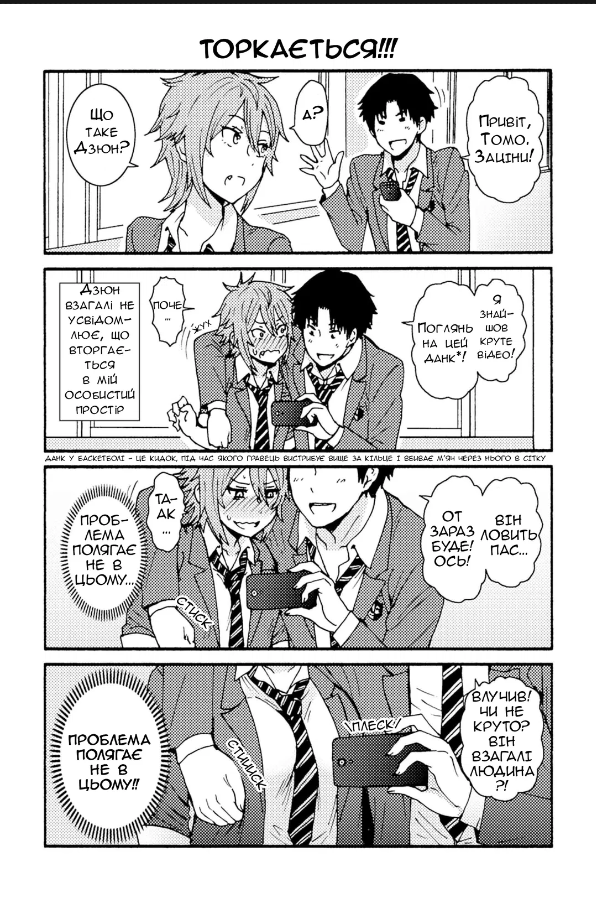 ТОРКАЄТЬСЯ!!!
Привіт,
Томо.
Заціни!
А?
Що
таке
Дзюн?
Я
знай-
шов
круте
відео!
Поглянь
на цей
данк*!
Поче
...
Дзюн
взагалі не
усвідом-
лює, що
вторгає-
ться
в мій
особистий
простір
Данк у баскетболі - це кидок, під час якого гравець вистрибує вище за кільце і вбиває м'яч через нього в сітку
Він
ловить
пас...
От
зараз
буде!
Ось!
Та-
аак
...
Проб-
лема
полягає
не в
цьому...
стиск
Влучив!
Чи не
круто?
Він
взагалі
людина
?!
\плеск/
стииск
Проблема
полягає
не в
цьому!!